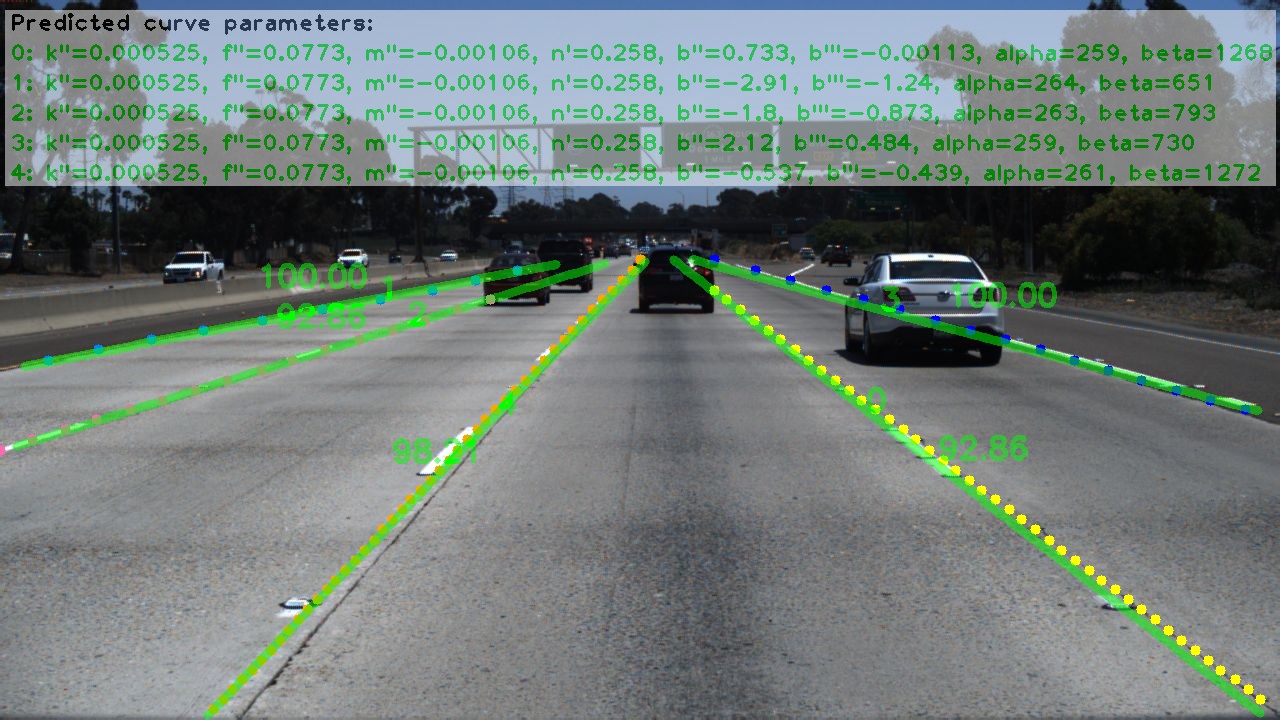 Predicted curve parameters:
0: k''=0.000525, f''=0.0773, m''=-0.00106, n'=0.258, b''=0.733, b'''=-0.00113, alpha=259, beta=1268
1: k''=0.000525, f''=0.0773, m''=-0.00106, n'=0.258, b''=-2.91, b'''=-1.24, alpha=264, beta=651
2: k''=0.000525, f''=0.0773, m''=-0.00106, n'=0.258, b''=-1.8, b'''=-0.873, alpha=263, beta=793
3: k''=0.000525, f''=0.0773, m''=-0.00106, n'=0.258, b''=2.12, b'''=0.484, alpha=259, beta=730
4: k''=0.000525, f''=0.0773, m''=-0.00106, n'=0.258, b''=-0.537, b'''=-0.439, alpha=261, beta=1272
100.00 1
3 100.00
92.86 2
0
92.86